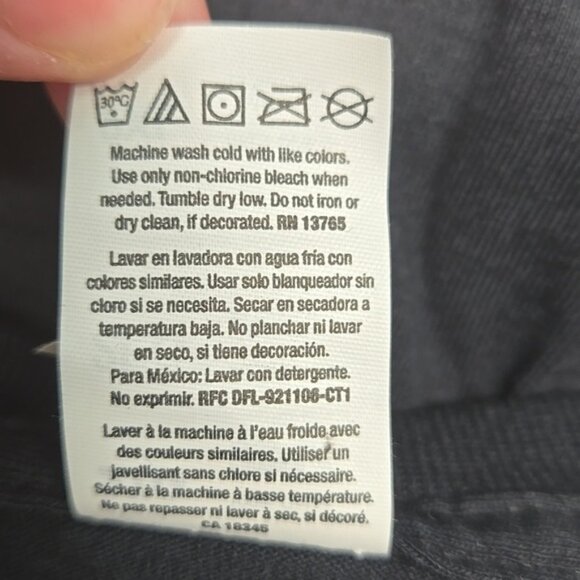 30°C
Machine wash cold with like colors.
Use only non-chlorine bleach when
needed. Tumble dry low. Do not iron or
dry clean, if decorated. RN 13765
Lavar en lavadora con agua fría con
colores similares. Usar solo blanqueador sin
cloro si se necesita. Secar en secadora a
temperatura baja. No planchar ni lavar
en seco, si tiene decoración.
Para México: Lavar con detergente.
No exprimir. RFC DFL-921106-CT1
Laver à la machine à l'eau froide avec
des couleurs similaires. Utiliser un
javellisant sans chlore si nécessaire.
Sécher à la machine à basse température.
Ne pas repasser ni laver à sec, si décoré.
CA 18345